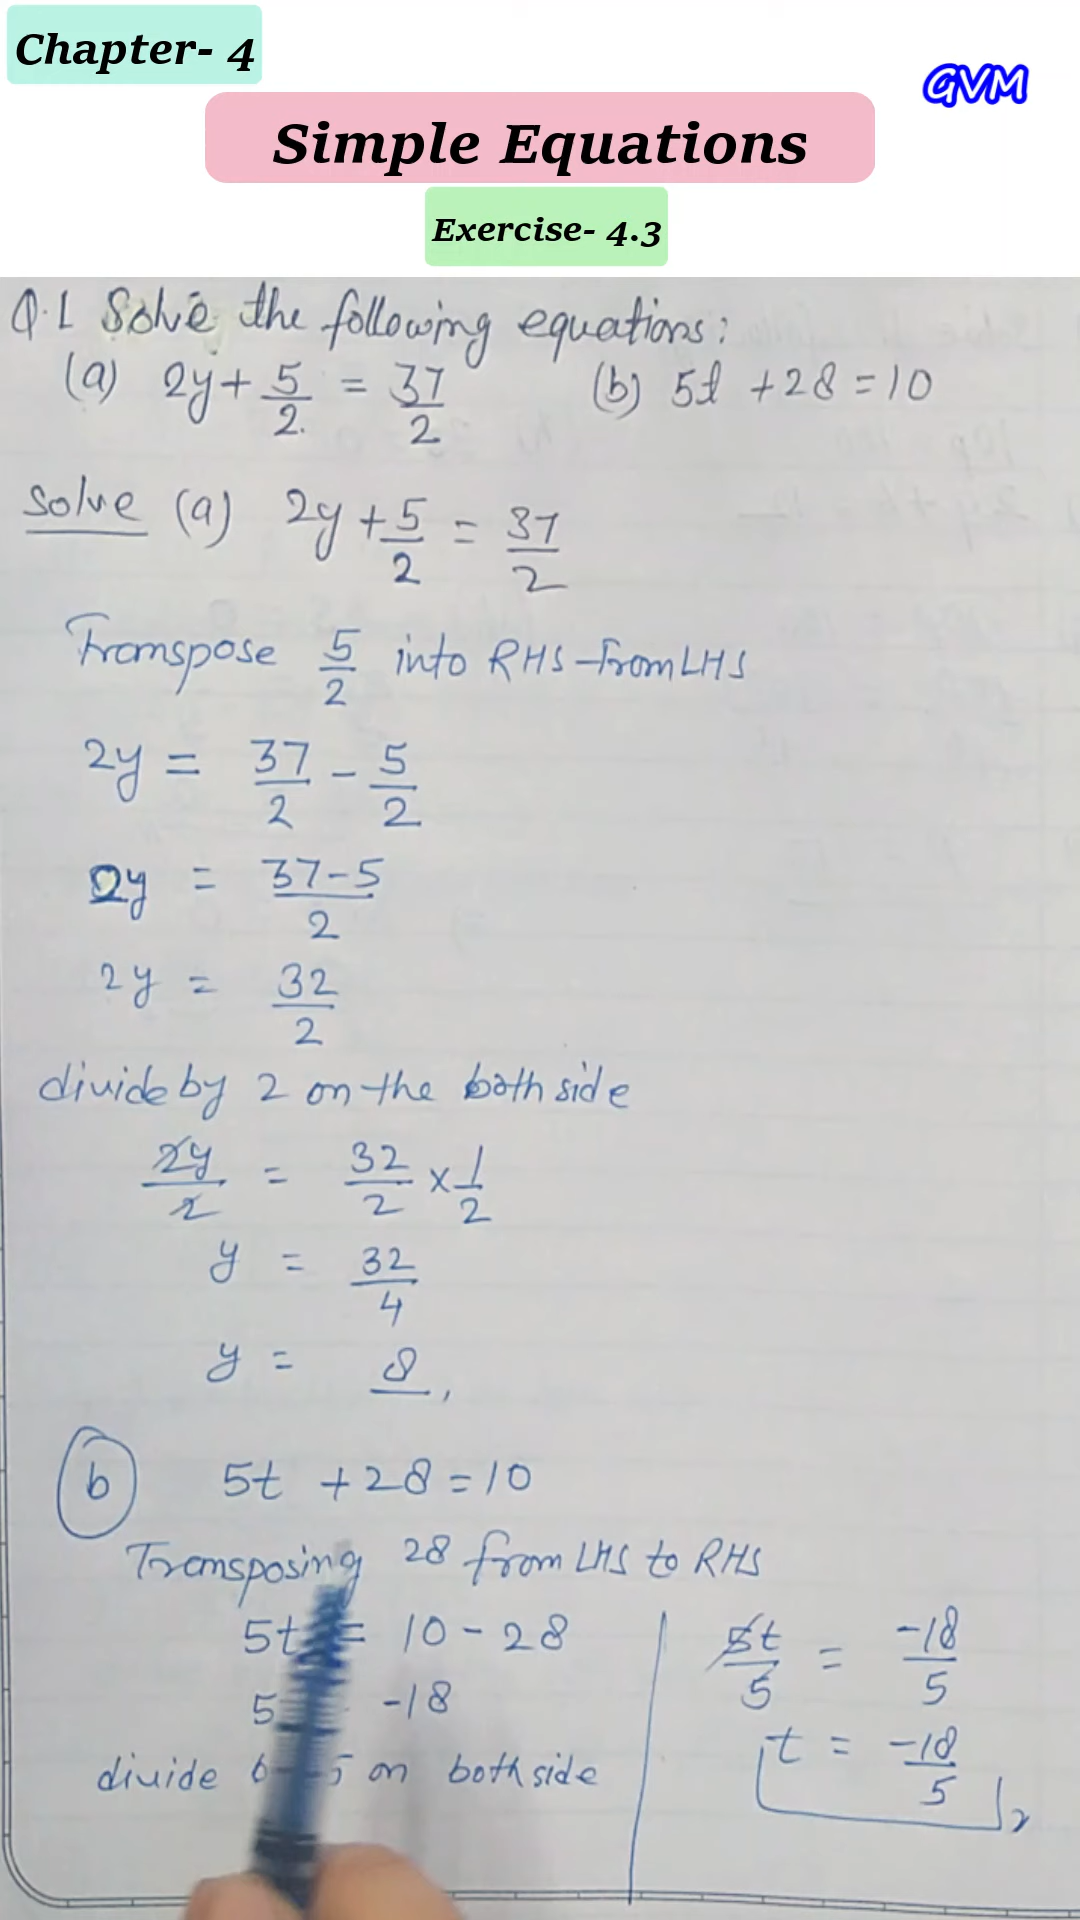 Chapter- 4
GVM
Simple Equations
Exercise- 4.3
Q.1 Solve the following equations:
(a) 2y + 5/2 = 37/2 (b) 5t + 28 = 10
Solve (a) 2y + 5/2 = 37/2
Transpose 5/2 into RHS from LHS
2y = 37/2 - 5/2
2y = 37-5/2
2y = 32/2
divide by 2 on the both side
2y/2 = 32/2 × 1/2
y = 32/4
y = 8
(b) 5t + 28 = 10
Transposing 28 from LHS to RHS
5t = 10 - 28
5 -18
divide 5 on both side
5t/5 = -18/5
t = -18/5